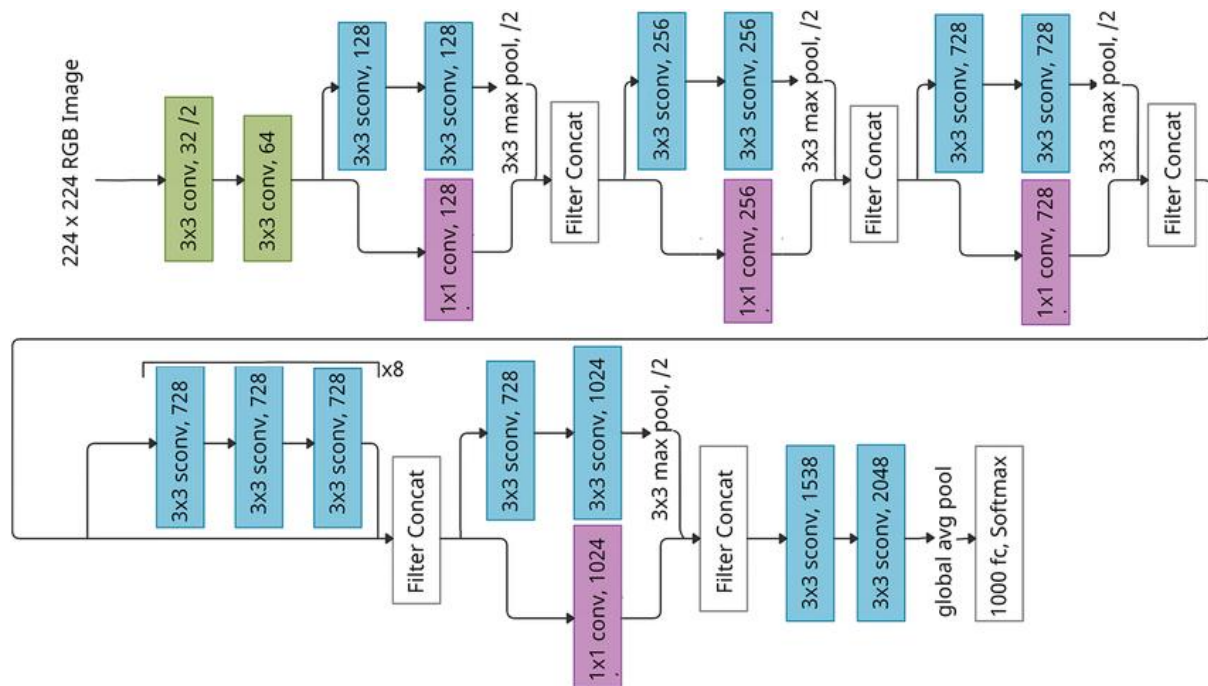 224 x 224 RGB Image
3x3 conv, 32 /2
3x3 conv, 64
3x3 sconv, 128
3x3 sconv, 128
3x3 max pool, /2
1x1 conv, 128
Filter Concat
3x3 sconv, 256
3x3 sconv, 256
3x3 max pool, /2
1x1 conv, 256
Filter Concat
3x3 sconv, 728
3x3 sconv, 728
3x3 max pool, /2
1x1 conv, 728
Filter Concat
3x3 sconv, 728
3x3 sconv, 728
3x3 sconv, 728
x8
Filter Concat
3x3 sconv, 728
3x3 sconv, 1024
3x3 max pool, /2
1x1 conv, 1024
Filter Concat
3x3 sconv, 1538
3x3 sconv, 2048
global avg pool
1000 fc, Softmax